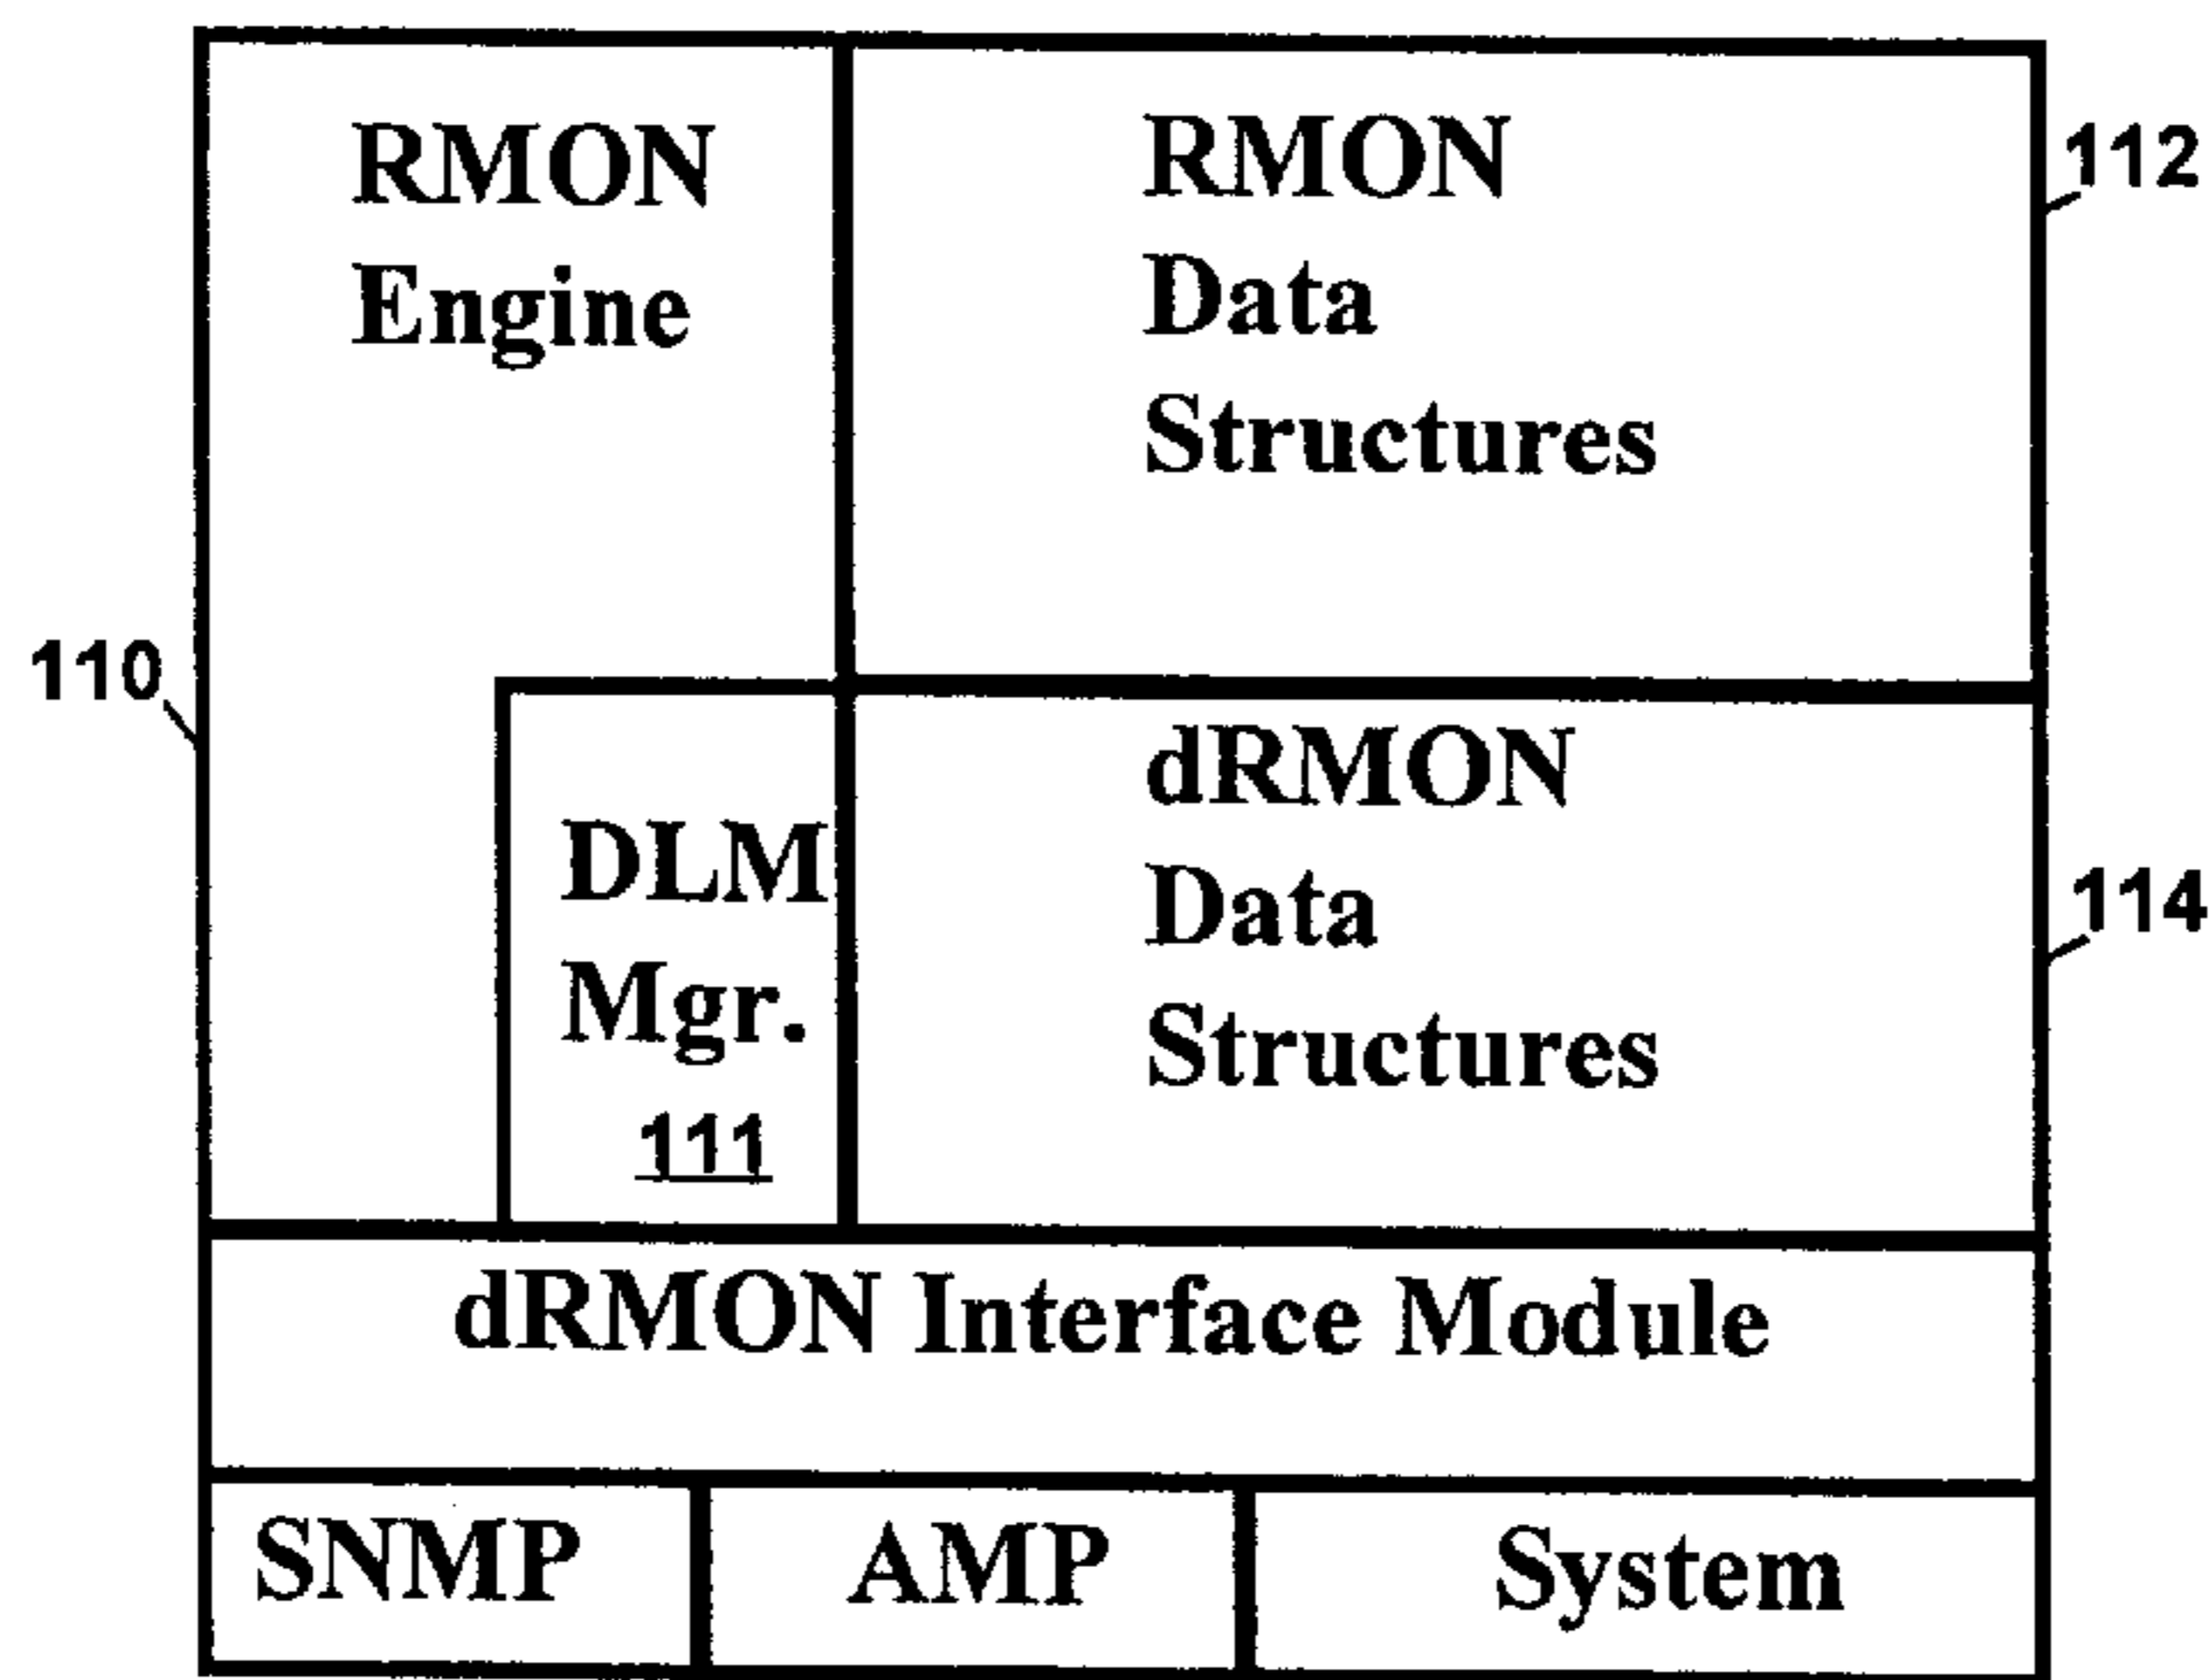 RMON
Engine
RMON
Data
Structures
112
110
DLM
Mgr.
111
dRMON
Data
Structures
114
dRMON Interface Module
SNMP
AMP
System